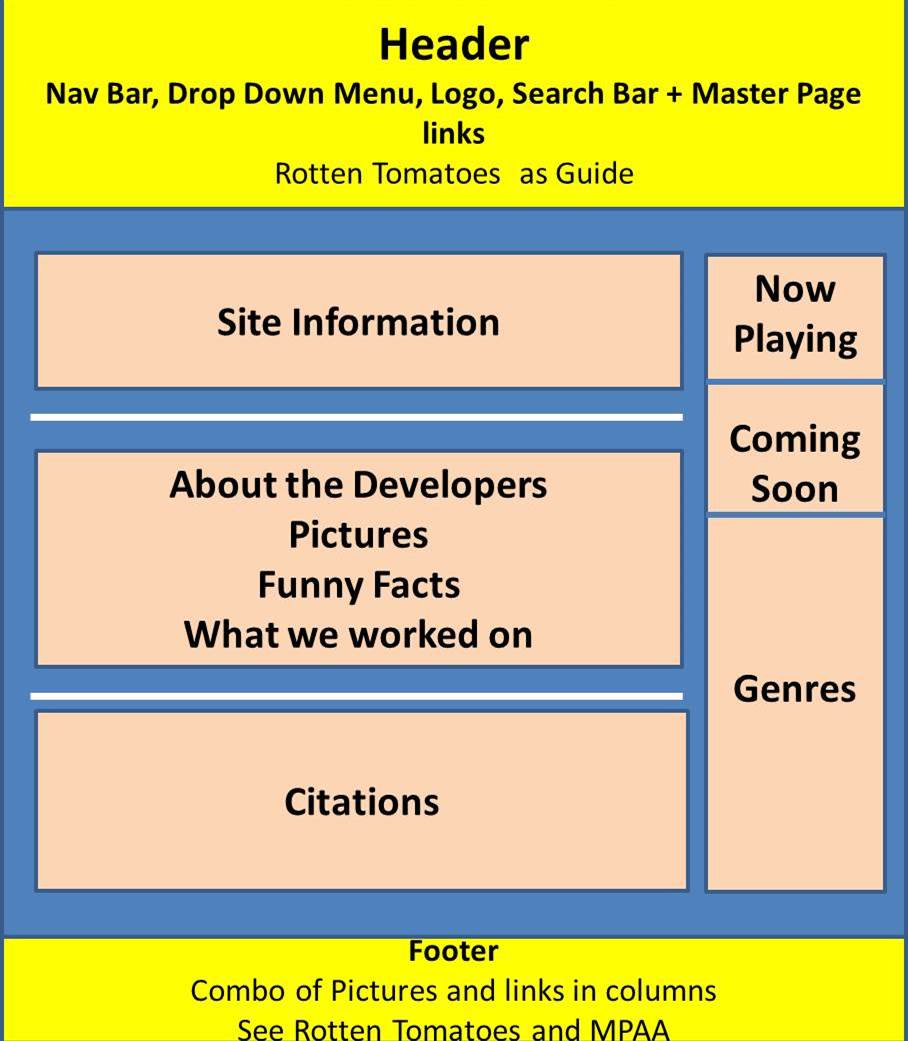 Header
Nav Bar, Drop Down Menu, Logo, Search Bar + Master Page
links
Rotten Tomatoes as Guide
Site Information
About the Developers
Pictures
Funny Facts
What we worked on
Citations
Now
Playing
Coming
Soon
Genres
Footer
Combo of Pictures and links in columns
See Rotten Tomatoes and MPAA